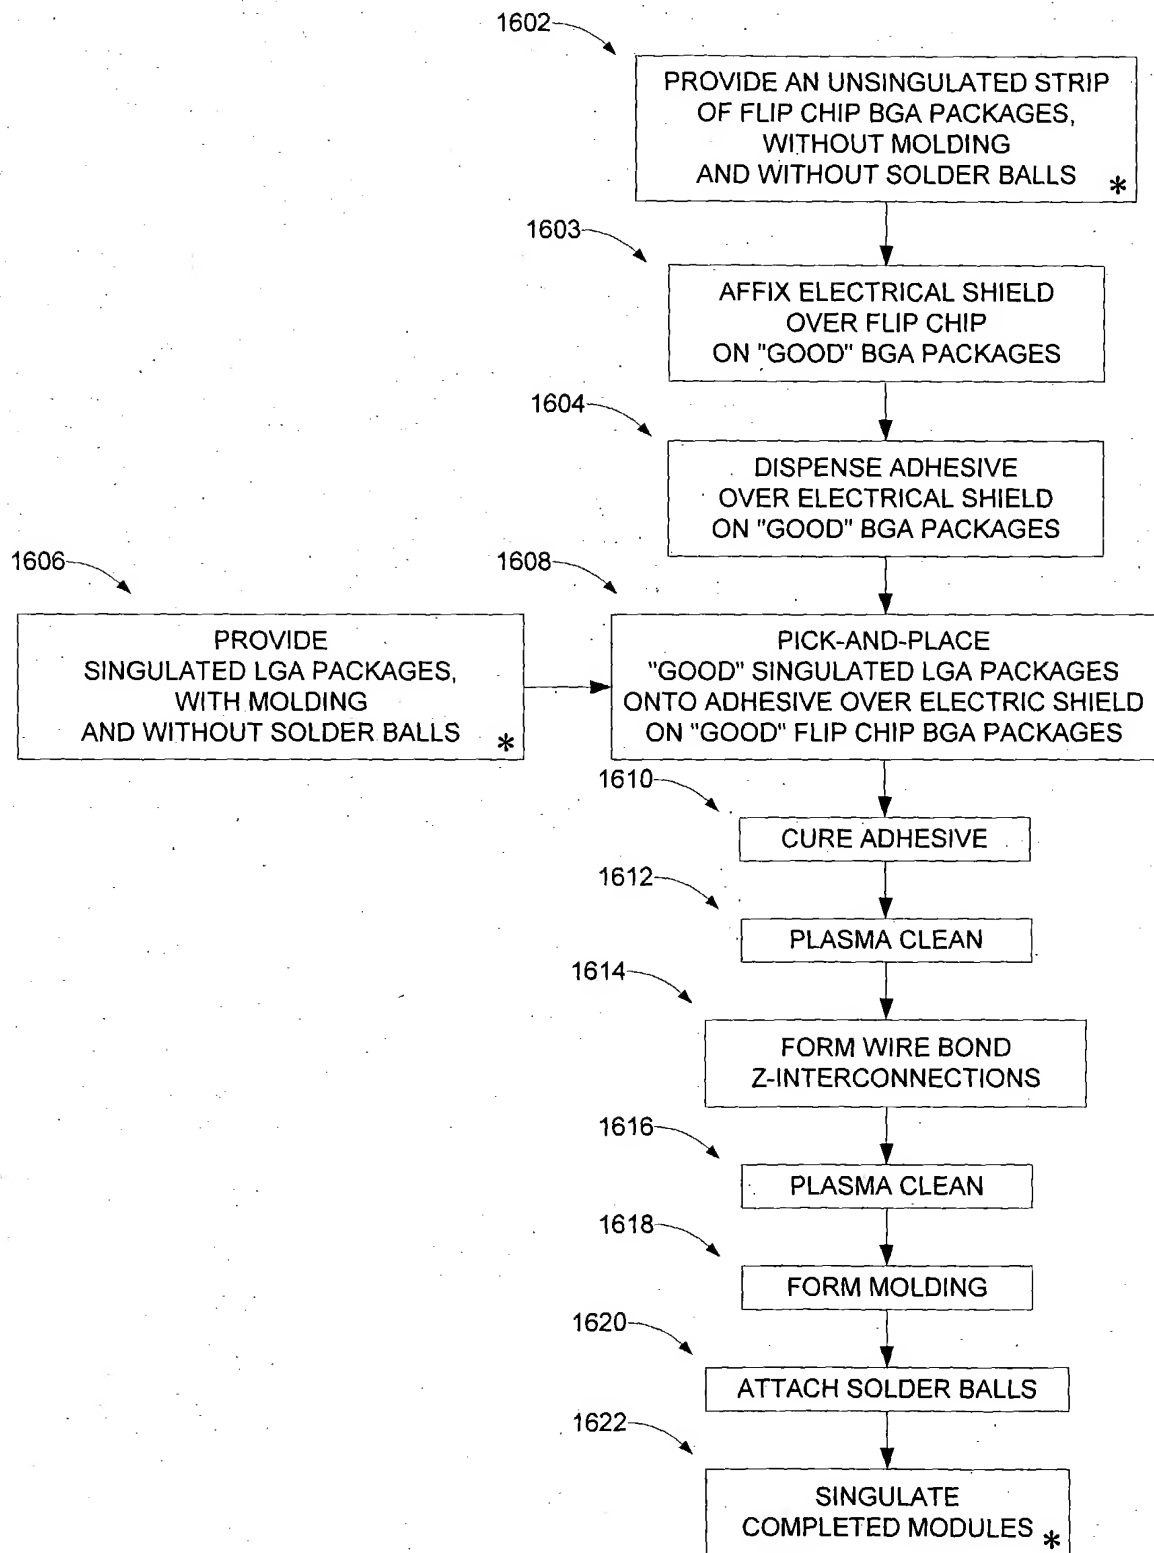 1602
PROVIDE AN UNSINGULATED STRIP
OF FLIP CHIP BGA PACKAGES,
WITHOUT MOLDING
AND WITHOUT SOLDER BALLS *
1603
AFFIX ELECTRICAL SHIELD
OVER FLIP CHIP
ON "GOOD" BGA PACKAGES
1604
DISPENSE ADHESIVE
OVER ELECTRICAL SHIELD
ON "GOOD" BGA PACKAGES
1606
PROVIDE
SINGULATED LGA PACKAGES,
WITH MOLDING
AND WITHOUT SOLDER BALLS *
1608
PICK-AND-PLACE
"GOOD" SINGULATED LGA PACKAGES
ONTO ADHESIVE OVER ELECTRIC SHIELD
ON "GOOD" FLIP CHIP BGA PACKAGES
1610
CURE ADHESIVE
1612
PLASMA CLEAN
1614
FORM WIRE BOND
Z-INTERCONNECTIONS
1616
PLASMA CLEAN
1618
FORM MOLDING
1620
ATTACH SOLDER BALLS
1622
SINGULATE
COMPLETED MODULES *